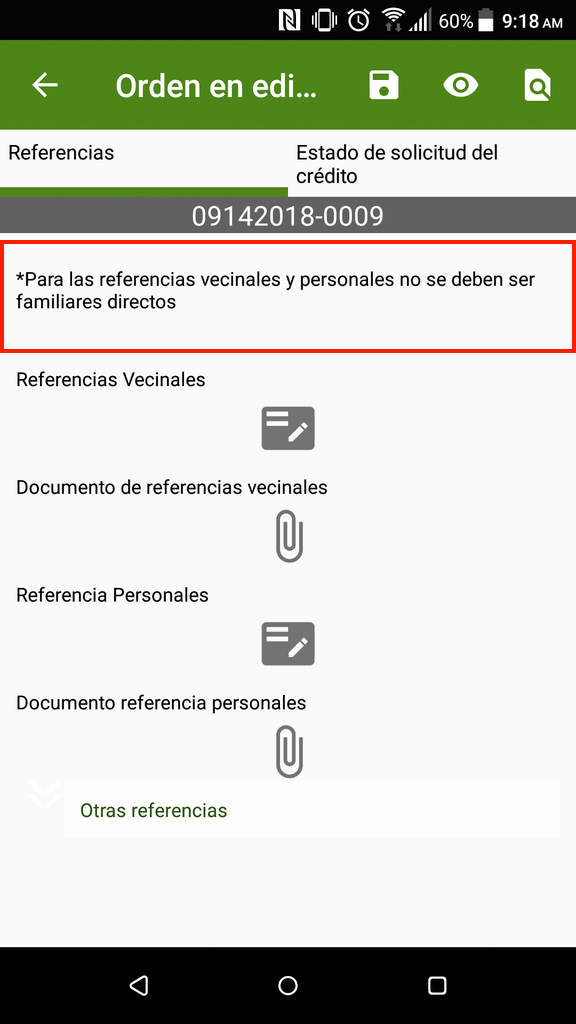 60% 9:18 AM
Orden en edi...
Referencias
Estado de solicitud del
crédito
09142018-0009
*Para las referencias vecinales y personales no se deben ser
familiares directos
Referencias Vecinales
Documento de referencias vecinales
Referencia Personales
Documento referencia personales
Otras referencias